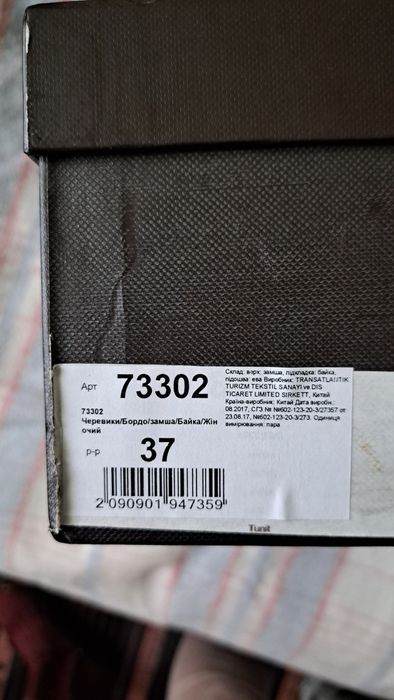 Арт 73302
73302
Черевики/Бордо/замша/Байка/Жін
очий
р-р 37
2 090901 947359
Склад: верх: замша, підкладка: байка,
підошва: ева Виробник: TRANSATLANTIK
TURIZM TEKSTIL SANAYI ve DIS
TICARET LIMITED SIRKETT, Китай
Країна-виробник: Китай Дата виробн.:
08.2017, СГЗ № №602-123-20-3/27357 от
23.08.17, №602-123-20-3/273. Одиниця
вимірювання: пара
Tunit